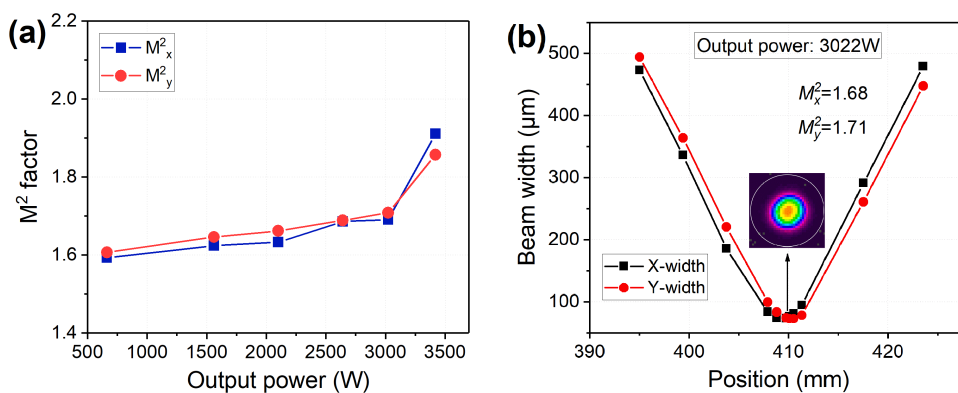 (a)
2.2
2.0
1.8
1.6
1.4
M² factor
M²ₓ
M²ᵧ
500 1000 1500 2000 2500 3000 3500
Output power (W)
(b)
500
400
300
200
100
Beam width (μm)
Output power: 3022W
M²ₓ=1.68
M²ᵧ=1.71
X-width
Y-width
390 400 410 420
Position (mm)